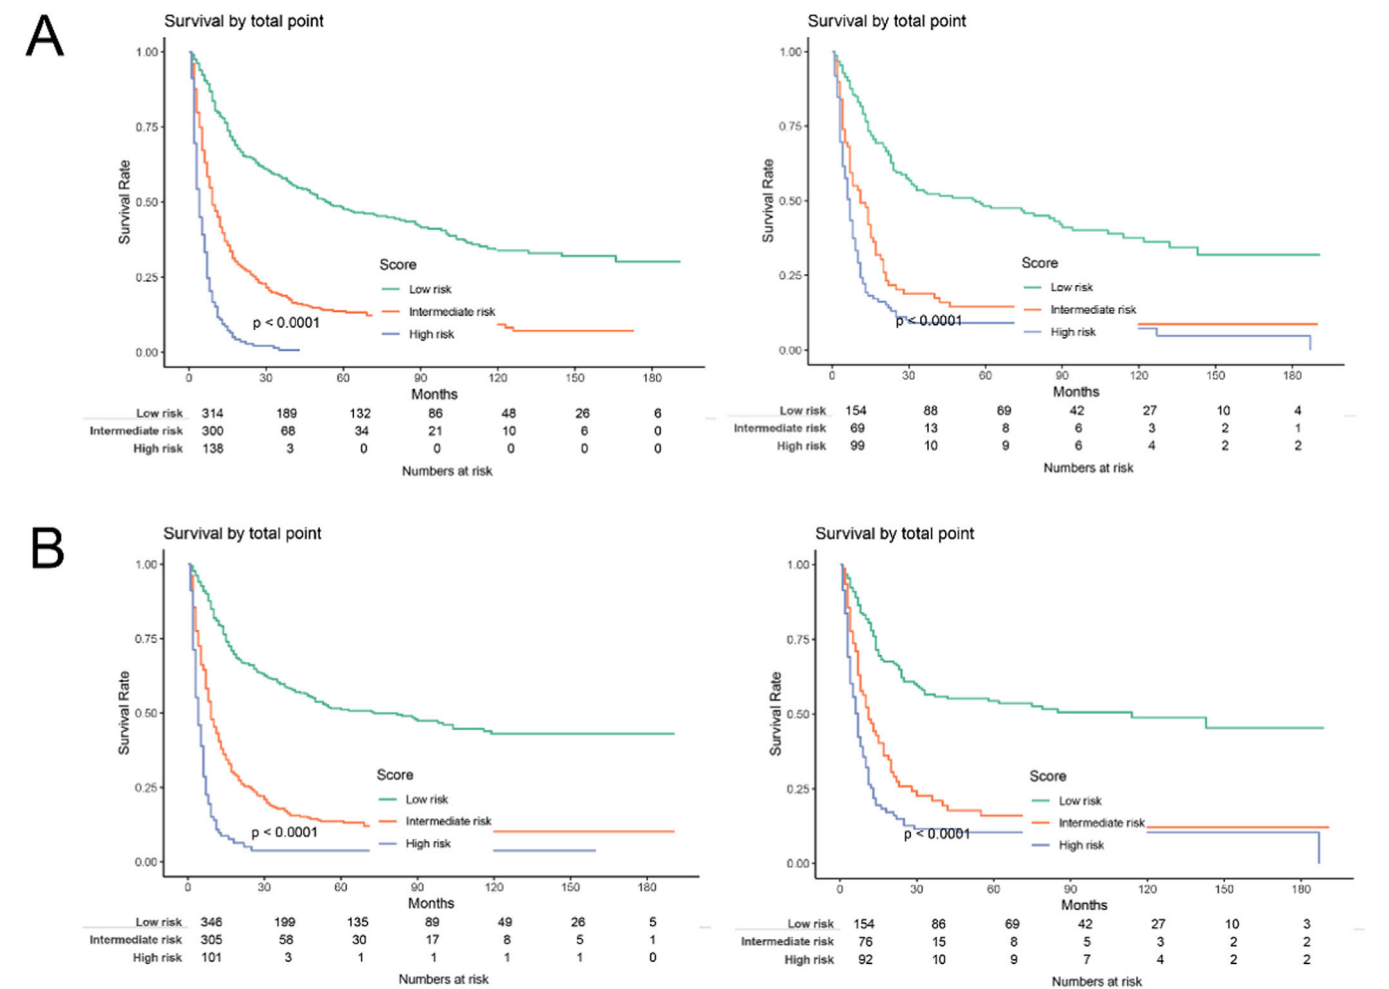 A
Survival by total point
Survival Rate
1.00
0.75
0.50
0.25
0.00
Score
Low risk
Intermediate risk
High risk
p < 0.0001
0 30 60 90 120 150 180
Months
Low risk 314 189 132 86 48 26 6
Intermediate risk 300 68 34 21 10 6 0
High risk 138 3 0 0 0 0 0
Numbers at risk
Survival by total point
Survival Rate
1.00
0.75
0.50
0.25
0.00
Score
Low risk
Intermediate risk
High risk
p < 0.0001
0 30 60 90 120 150 180
Months
Low risk 154 88 69 42 27 10 4
Intermediate risk 69 13 8 6 3 2 1
High risk 99 10 9 6 4 2 2
Numbers at risk
B
Survival by total point
Survival Rate
1.00
0.75
0.50
0.25
0.00
Score
Low risk
Intermediate risk
High risk
p < 0.0001
0 30 60 90 120 150 180
Months
Low risk 346 199 135 89 49 26 5
Intermediate risk 305 58 30 17 8 5 1
High risk 101 3 1 1 1 1 0
Numbers at risk
Survival by total point
Survival Rate
1.00
0.75
0.50
0.25
0.00
Score
Low risk
Intermediate risk
High risk
p < 0.0001
0 30 60 90 120 150 180
Months
Low risk 154 86 69 42 27 10 3
Intermediate risk 76 15 8 5 3 2 2
High risk 92 10 9 7 4 2 2
Numbers at risk